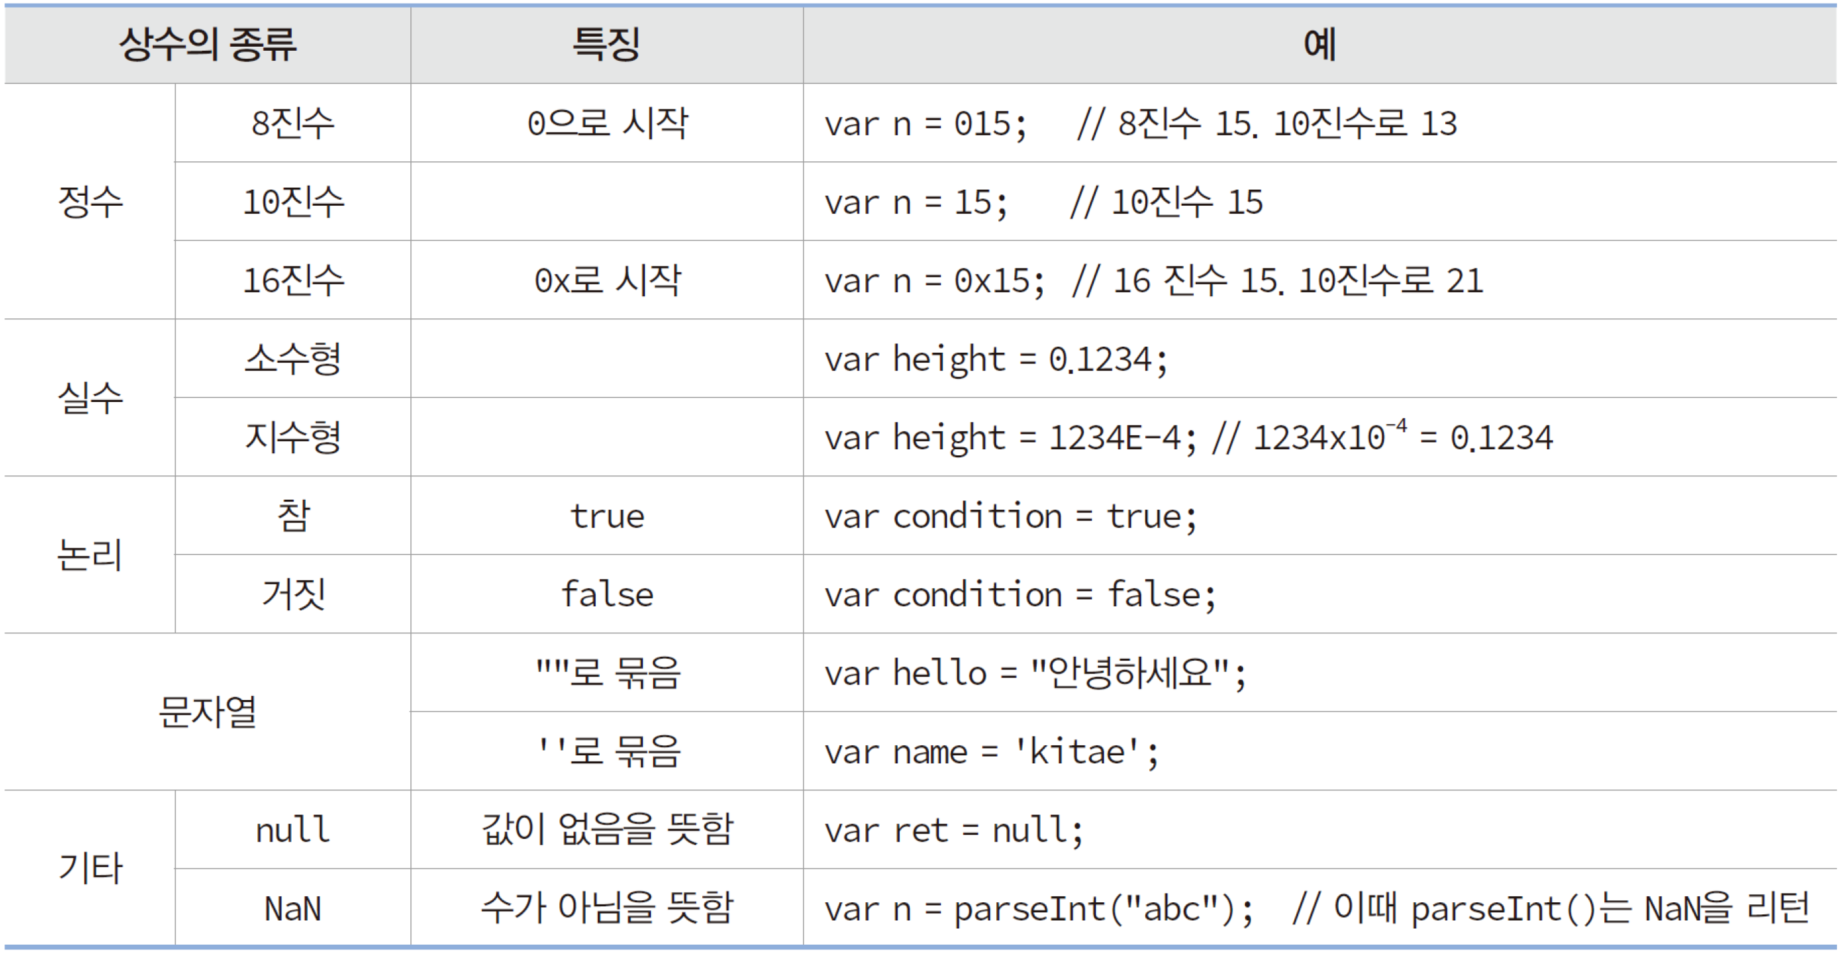 상수의 종류 특징 예
정수 8진수 0으로 시작 var n = 015; // 8진수 15. 10진수로 13
10진수 var n = 15; // 10진수 15
16진수 0x로 시작 var n = 0x15; // 16 진수 15. 10진수로 21
실수 소수형 var height = 0.1234;
지수형 var height = 1234E-4; // 1234x10⁻⁴ = 0.1234
논리 참 true var condition = true;
거짓 false var condition = false;
문자열 ""로 묶음 var hello = "안녕하세요";
''로 묶음 var name = 'kitae';
기타 null 값이 없음을 뜻함 var ret = null;
NaN 수가 아님을 뜻함 var n = parseInt("abc"); // 이때 parseInt()는 NaN을 리턴